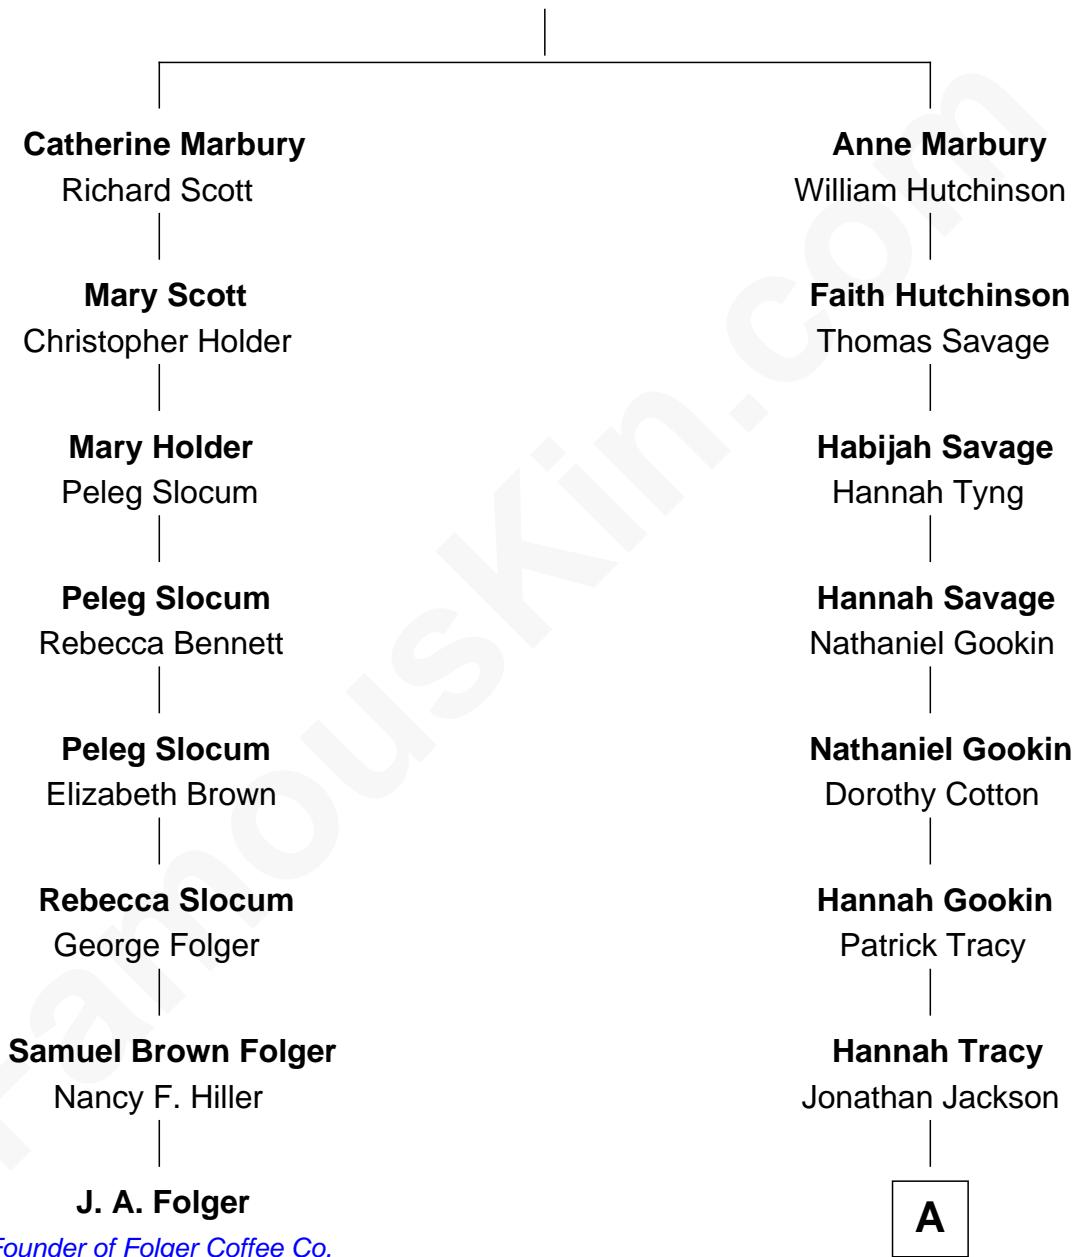 Catherine Marbury
Richard Scott
Mary Scott
Christopher Holder
Mary Holder
Peleg Slocum
Peleg Slocum
Rebecca Bennett
Peleg Slocum
Elizabeth Brown
Rebecca Slocum
George Folger
Samuel Brown Folger
Nancy F. Hiller
J. A. Folger
Founder of Folger Coffee Co.
Anne Marbury
William Hutchinson
Faith Hutchinson
Thomas Savage
Habijah Savage
Hannah Tyng
Hannah Savage
Nathaniel Gookin
Nathaniel Gookin
Dorothy Cotton
Hannah Gookin
Patrick Tracy
Hannah Tracy
Jonathan Jackson
A
FamousKin.com